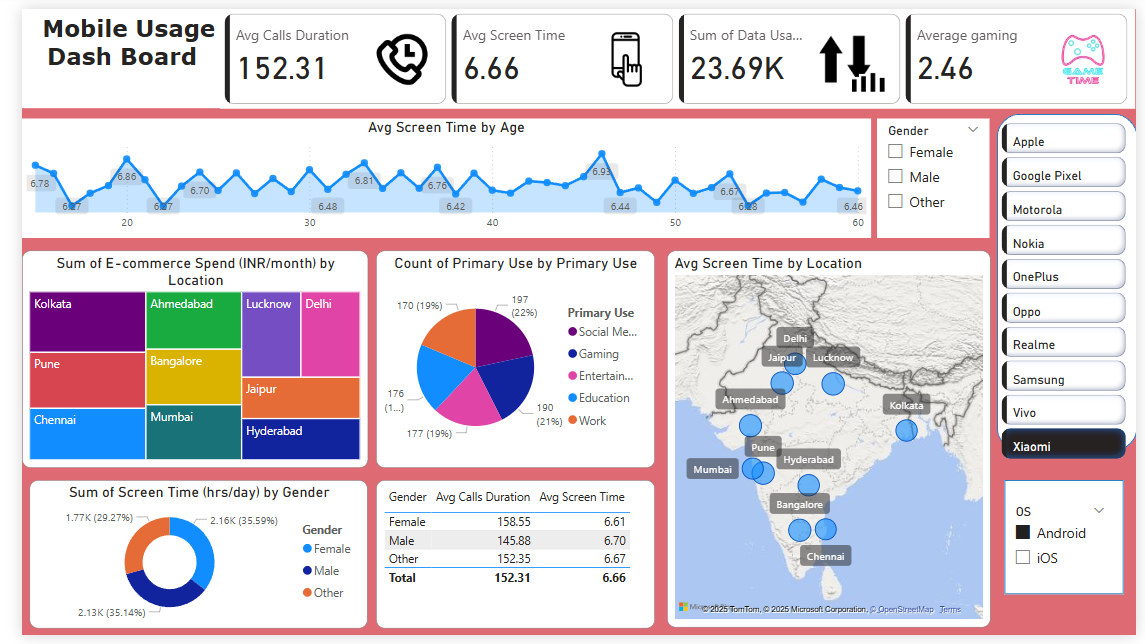 Mobile Usage
Dash Board
Avg Calls Duration
152.31
Avg Screen Time
6.66
Sum of Data Usa...
23.69K
Average gaming
2.46
GAME
TIME
Avg Screen Time by Age
6.78
6.86
6.70
6.48
6.81
6.76
6.42
6.93
6.44
6.67
6.46
20
30
40
50
60
Gender
Female
Male
Other
Apple
Google Pixel
Motorola
Nokia
OnePlus
Oppo
Realme
Samsung
Vivo
Xiaomi
Sum of E-commerce Spend (INR/month) by
Location
Kolkata
Pune
Chennai
Ahmedabad
Bangalore
Mumbai
Lucknow
Delhi
Jaipur
Hyderabad
Count of Primary Use by Primary Use
170 (19%)
197
(22%)
176
(1...)
177 (19%)
190
(21%)
Primary Use
Social Me...
Gaming
Entertain...
Education
Work
Avg Screen Time by Location
Delhi
Jaipur
Lucknow
Ahmedabad
Kolkata
Pune
Mumbai
Hyderabad
Bangalore
Chennai
© 2025 TomTom, © 2025 Microsoft Corporation, © OpenStreetMap Terms
Sum of Screen Time (hrs/day) by Gender
1.77K (29.27%)
2.16K (35.59%)
2.13K (35.14%)
Gender
Female
Male
Other
Gender Avg Calls Duration Avg Screen Time
Female 158.55 6.61
Male 145.88 6.70
Other 152.35 6.67
Total 152.31 6.66
OS
Android
iOS